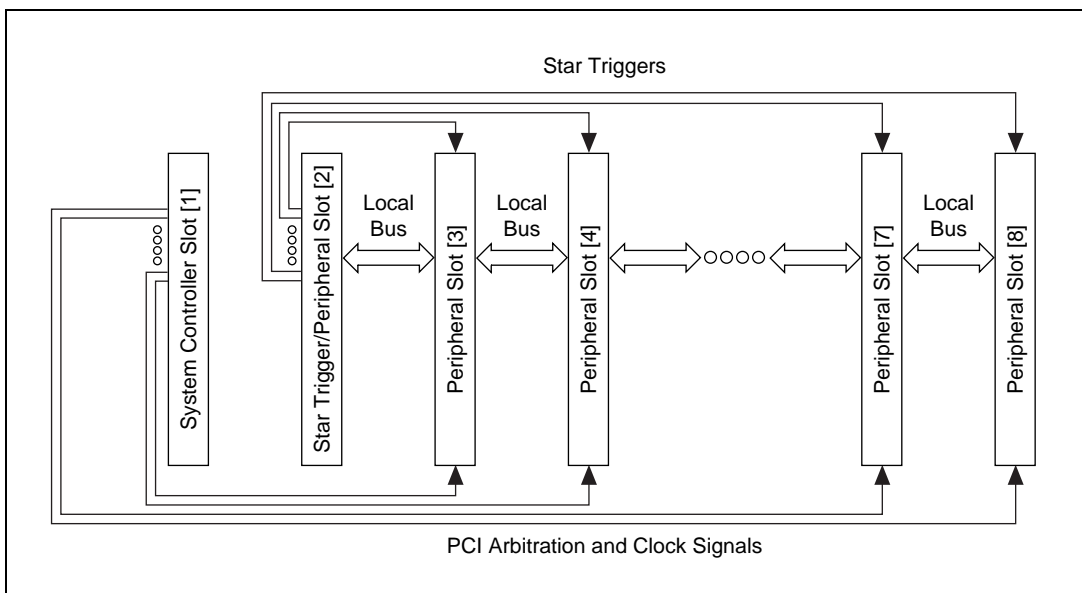 Star Triggers
System Controller Slot [1]
Star Trigger/Peripheral Slot [2]
Local
Bus
Peripheral Slot [3]
Local
Bus
Peripheral Slot [4]
Peripheral Slot [7]
Local
Bus
Peripheral Slot [8]
PCI Arbitration and Clock Signals